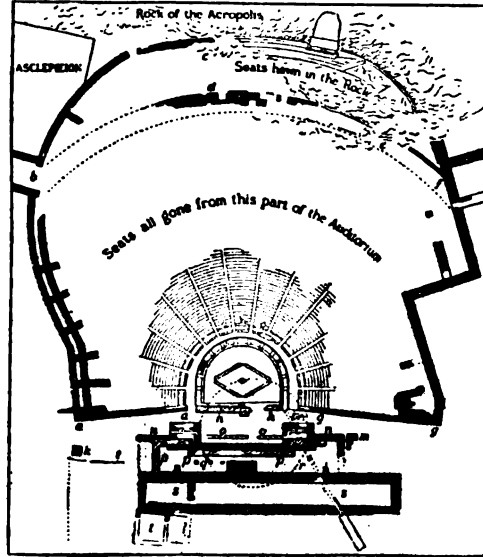 Rock of the Acropolis
ASCLEPIEION
c
Seats hewn in the Rock
d
b
f
Seats all gone from this part of the Auditorium
a
g
h
h
a
g
k
l
m
o
o
n
p
q
p
r
s
s
t
t